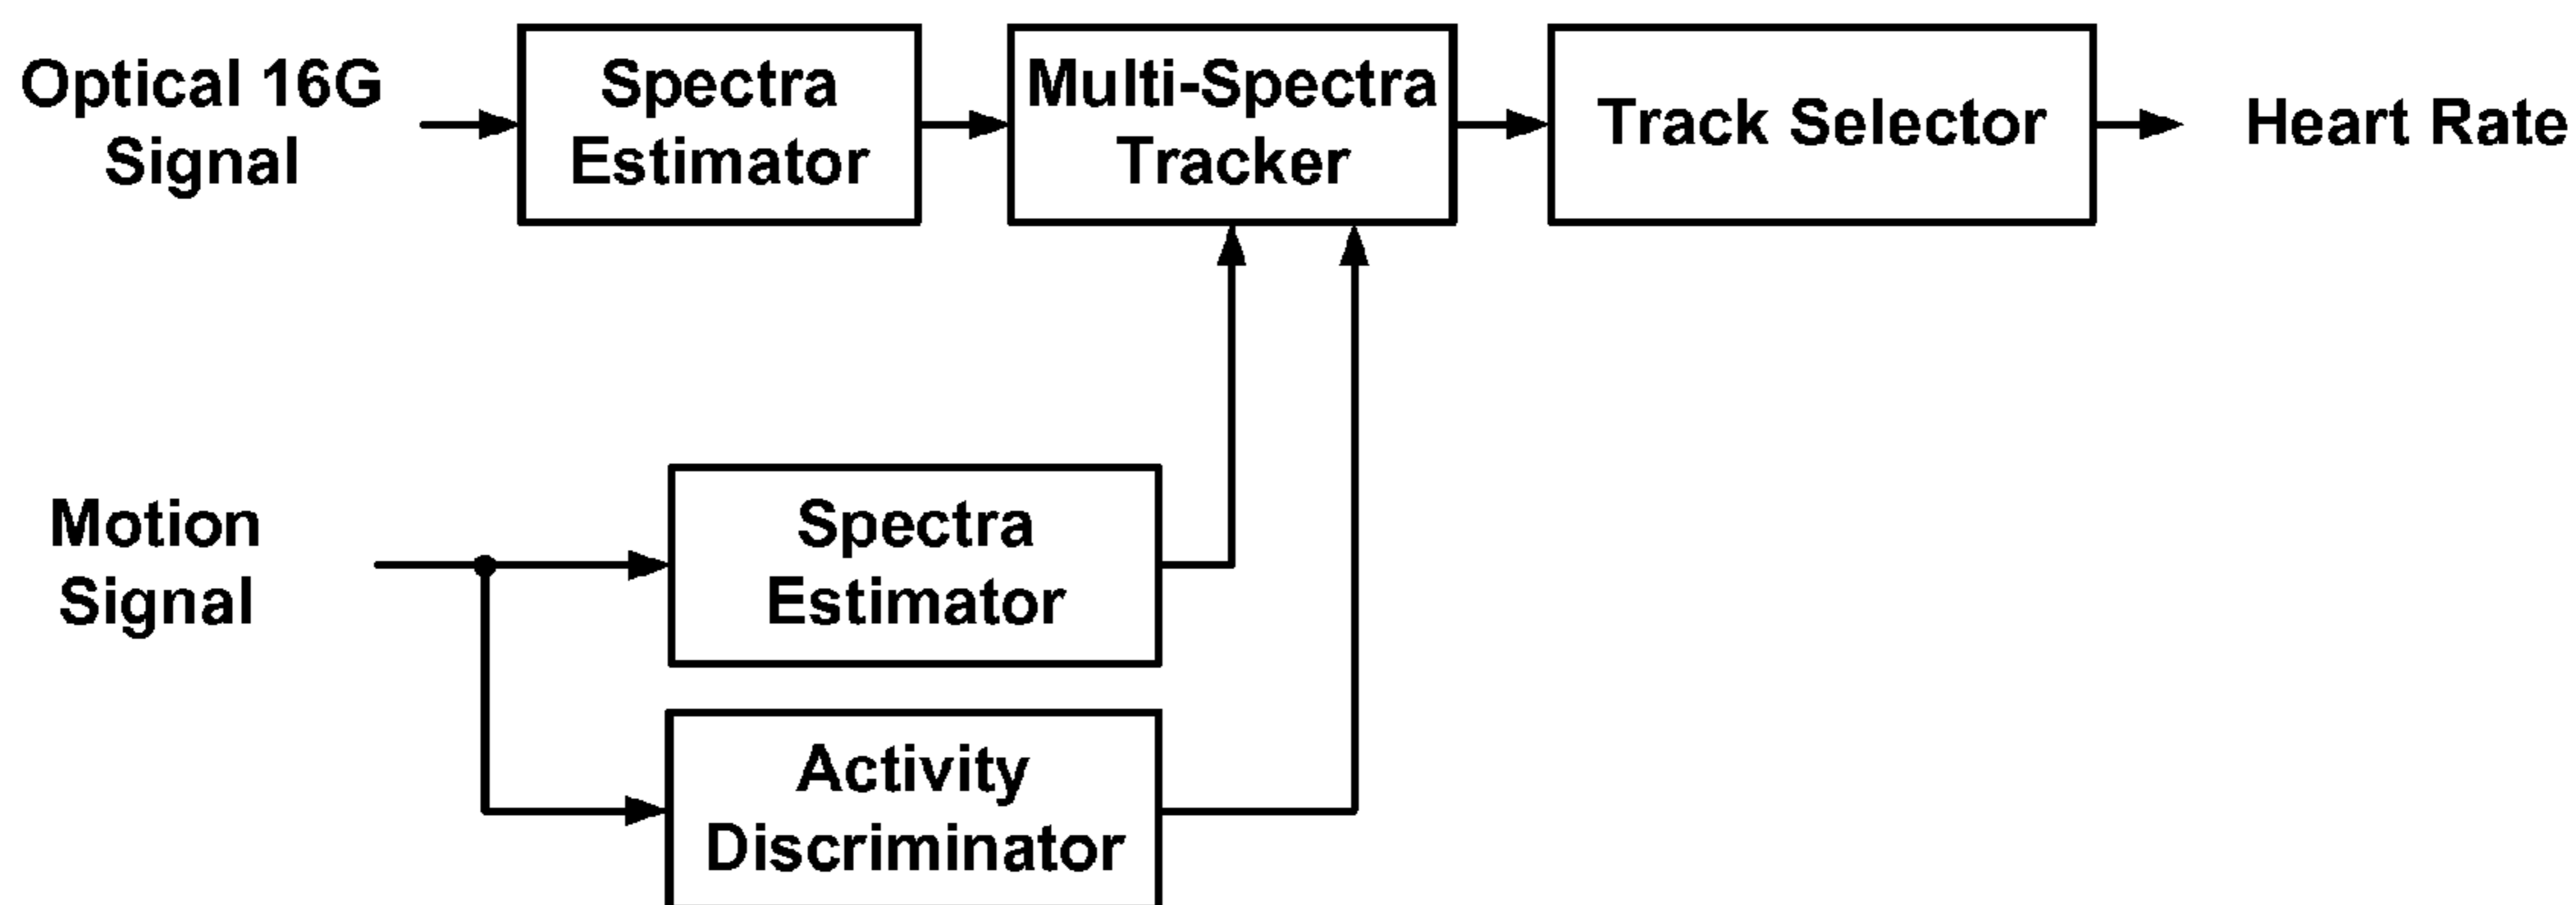 Optical 16G
Signal
Spectra
Estimator
Multi-Spectra
Tracker
Track Selector
Heart Rate
Motion
Signal
Spectra
Estimator
Activity
Discriminator